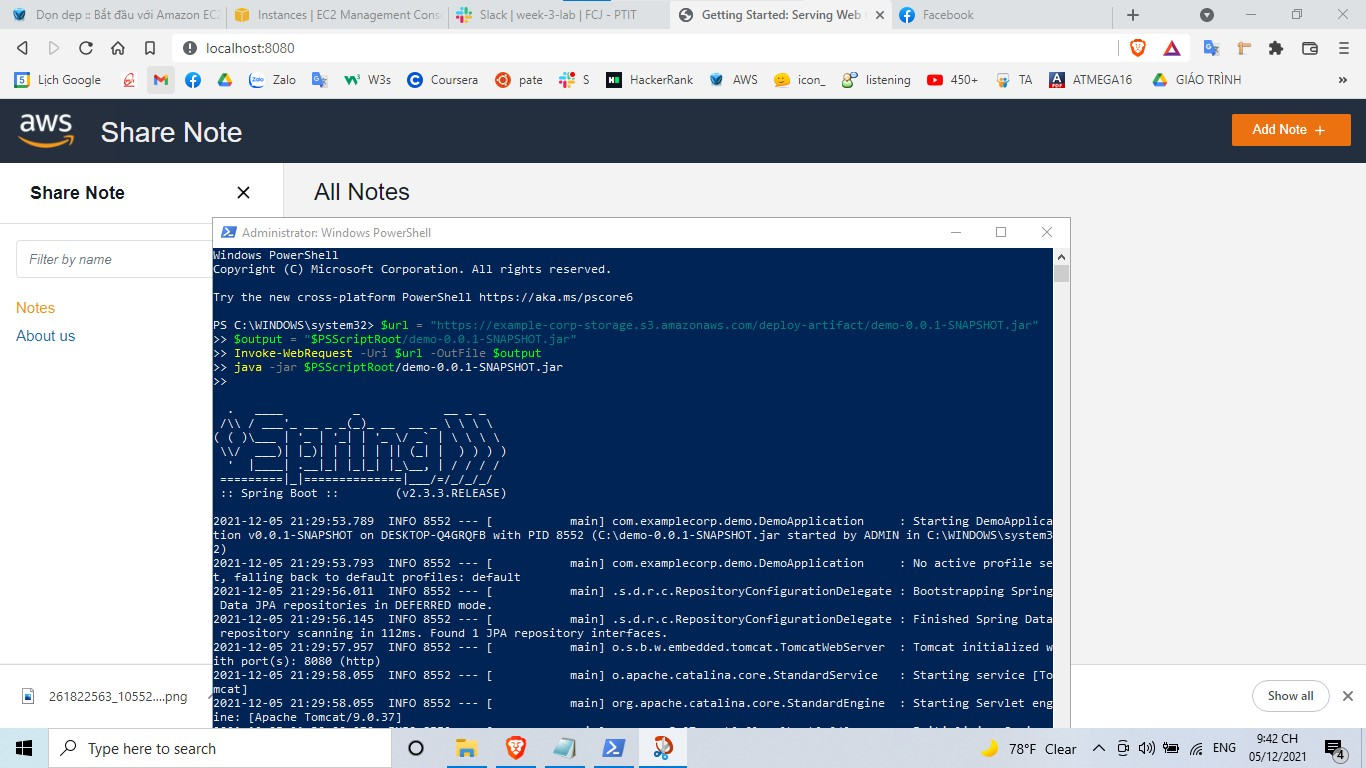 Dọn dẹp :: Bắt đầu với Amazon EC2
Instances | EC2 Management Cons
Slack | week-3-lab | FCJ - PTIT
Getting Started: Serving Web
Facebook
localhost:8080
Lịch Google
Zalo
W3s
Coursera
pate
S
HackerRank
AWS
icon_
listening
450+
TA
ATMEGA16
GIÁO TRÌNH
»
aws
Share Note
Add Note +
Share Note
All Notes
Filter by name
Notes
About us
Administrator: Windows PowerShell
Windows PowerShell
Copyright (C) Microsoft Corporation. All rights reserved.
Try the new cross-platform PowerShell https://aka.ms/pscore6
PS C:\WINDOWS\system32> $url = "https://example-corp-storage.s3.amazonaws.com/deploy-artifact/demo-0.0.1-SNAPSHOT.jar"
>> $output = "$PSScriptRoot/demo-0.0.1-SNAPSHOT.jar"
>> Invoke-WebRequest -Uri $url -OutFile $output
>> java -jar $PSScriptRoot/demo-0.0.1-SNAPSHOT.jar
>>
:: Spring Boot ::        (v2.3.3.RELEASE)
2021-12-05 21:29:53.789  INFO 8552 --- [           main] com.examplecorp.demo.DemoApplication     : Starting DemoApplica
tion v0.0.1-SNAPSHOT on DESKTOP-Q4GRQFB with PID 8552 (C:\demo-0.0.1-SNAPSHOT.jar started by ADMIN in C:\WINDOWS\system3
2)
2021-12-05 21:29:53.793  INFO 8552 --- [           main] com.examplecorp.demo.DemoApplication     : No active profile se
t, falling back to default profiles: default
2021-12-05 21:29:56.011  INFO 8552 --- [           main] .s.d.r.c.RepositoryConfigurationDelegate : Bootstrapping Spring
 Data JPA repositories in DEFERRED mode.
2021-12-05 21:29:56.145  INFO 8552 --- [           main] .s.d.r.c.RepositoryConfigurationDelegate : Finished Spring Data
 repository scanning in 112ms. Found 1 JPA repository interfaces.
2021-12-05 21:29:57.957  INFO 8552 --- [           main] o.s.b.w.embedded.tomcat.TomcatWebServer  : Tomcat initialized w
ith port(s): 8080 (http)
2021-12-05 21:29:58.055  INFO 8552 --- [           main] o.apache.catalina.core.StandardService   : Starting service [To
mcat]
2021-12-05 21:29:58.055  INFO 8552 --- [           main] org.apache.catalina.core.StandardEngine  : Starting Servlet eng
ine: [Apache Tomcat/9.0.37]
261822563_10552....png
Show all
Type here to search
78°F Clear
ENG
9:42 CH
05/12/2021
4